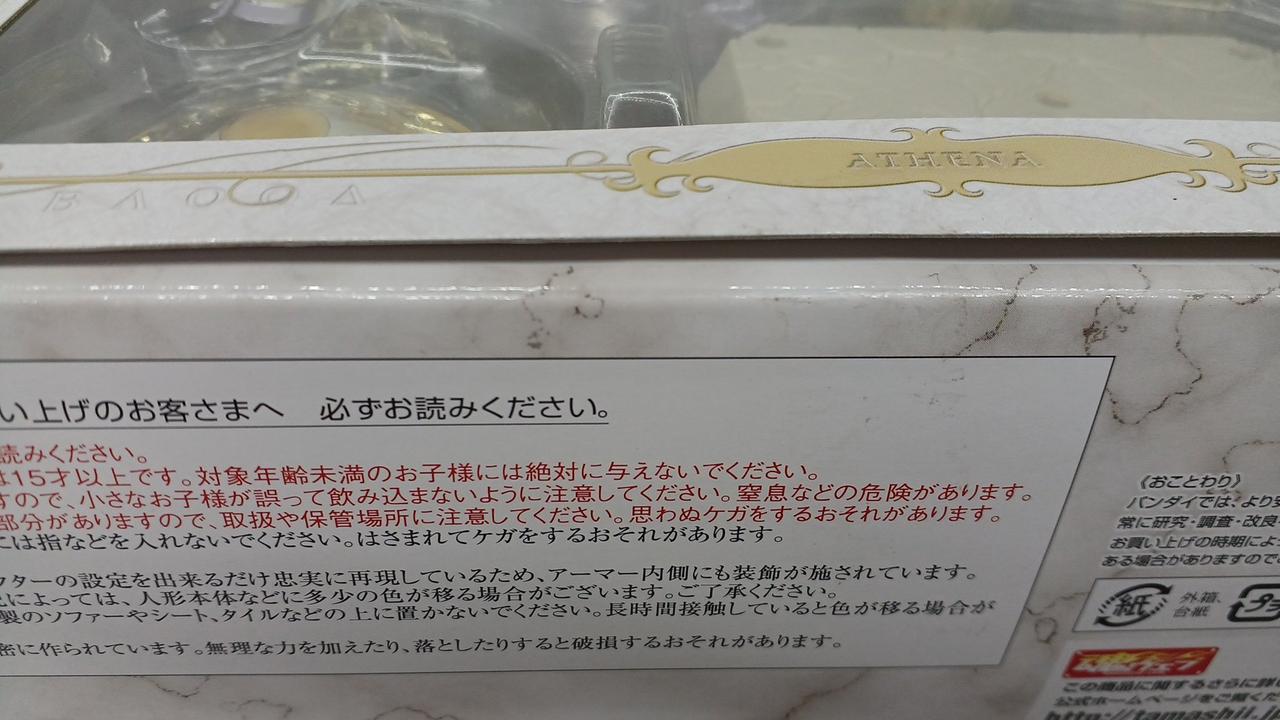 ATHENA
い上げのお客さまへ 必ずお読みください。
読みください。
は15才以上です。対象年齢未満のお子様には絶対に与えないでください。
すので、小さなお子様が誤って飲み込まないように注意してください。窒息などの危険があります。
部分がありますので、取扱や保管場所に注意してください。思わぬケガをするおそれがあります。
には指などを入れないでください。はさまれてケガをするおそれがあります。
クターの設定を出来るだけ忠実に再現しているため、アーマー内側にも装飾が施されています。
によっては、人形本体などに多少の色が移る場合がございます。ご了承ください。
製のソファーやシート、タイルなどの上に置かないでください。長時間接触していると色が移る場合が
密に作られています。無理な力を加えたり、落としたりすると破損するおそれがあります。
《おことわり》
バンダイでは、より
常に研究・調査・改良
お買い上げの時期によ
ある場合がありますので
紙 外箱、
台紙
プラ
この商品に関するさらに詳
公式ホームページをご覧くた
http://tamashii.j